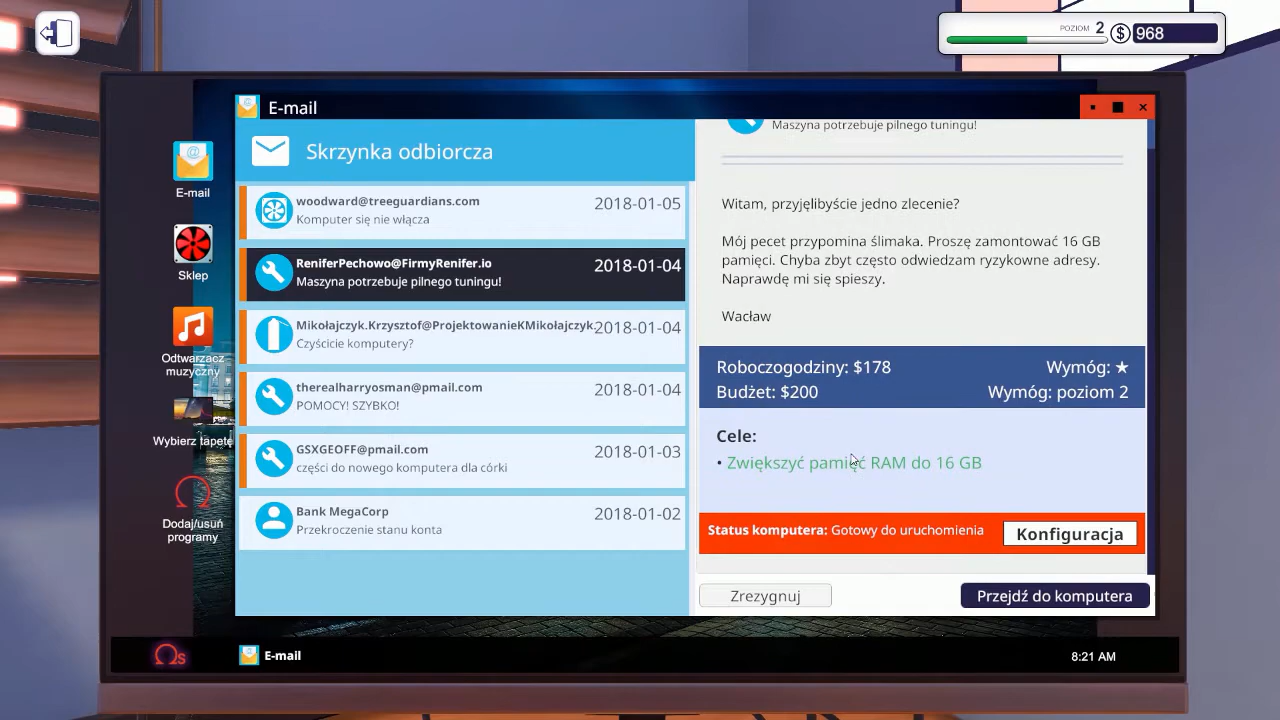 POZIOM 2 $ 968
E-mail
Skrzynka odbiorcza
Maszyna potrzebuje pilnego tuningu!
E-mail
Sklep
Odtwarzacz
muzyczny
Wybierz tapetę
Dodaj/usuń
programy
woodward@treeguardians.com 2018-01-05
Komputer się nie włącza
ReniferPechowo@FirmyRenifer.io 2018-01-04
Maszyna potrzebuje pilnego tuningu!
Mikołajczyk.Krzysztof@ProjektowanieKMikołajczyk. 2018-01-04
Czyścicie komputery?
therealharryosman@pmail.com 2018-01-04
POMOCY! SZYBKO!
GSXGEOFF@pmail.com 2018-01-03
części do nowego komputera dla córki
Bank MegaCorp 2018-01-02
Przekroczenie stanu konta
Witam, przyjęlibyście jedno zlecenie?
Mój pecet przypomina ślimaka. Proszę zamontować 16 GB
pamięci. Chyba zbyt często odwiedzam ryzykowne adresy.
Naprawdę mi się spieszy.
Wacław
Roboczogodziny: $178 Wymóg: ★
Budżet: $200 Wymóg: poziom 2
Cele:
• Zwiększyć pamięć RAM do 16 GB
Status komputera: Gotowy do uruchomienia Konfiguracja
Zrezygnuj Przejdź do komputera
Ωs E-mail 8:21 AM